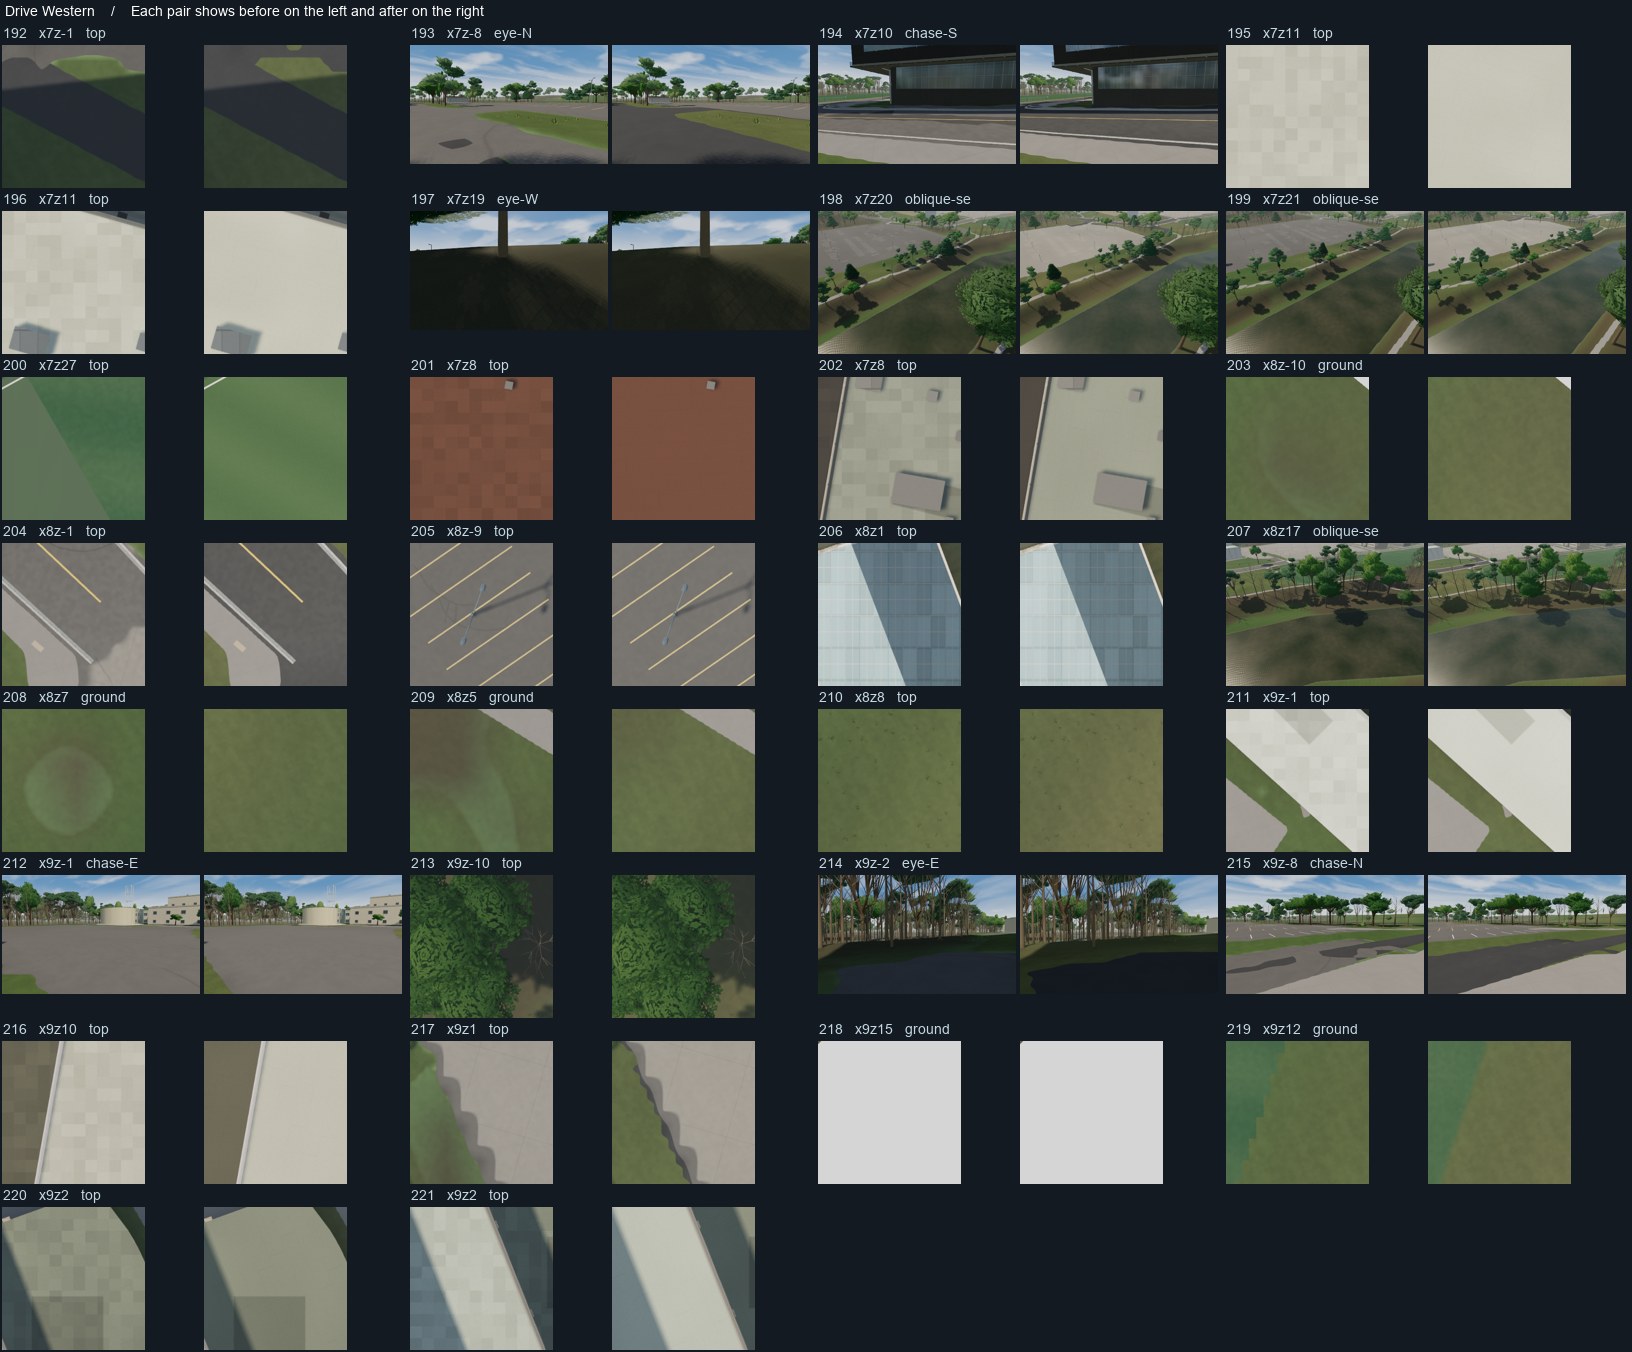 Drive Western / Each pair shows before on the left and after on the right
192 x7z-1 top
193 x7z-8 eye-N
194 x7z10 chase-S
195 x7z11 top
196 x7z11 top
197 x7z19 eye-W
198 x7z20 oblique-se
199 x7z21 oblique-se
200 x7z27 top
201 x7z8 top
202 x7z8 top
203 x8z-10 ground
204 x8z-1 top
205 x8z-9 top
206 x8z1 top
207 x8z17 oblique-se
208 x8z7 ground
209 x8z5 ground
210 x8z8 top
211 x9z-1 top
212 x9z-1 chase-E
213 x9z-10 top
214 x9z-2 eye-E
215 x9z-8 chase-N
216 x9z10 top
217 x9z1 top
218 x9z15 ground
219 x9z12 ground
220 x9z2 top
221 x9z2 top